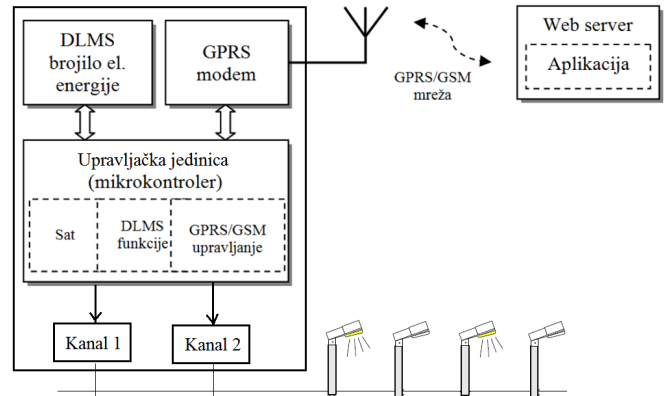 DLMS
brojilo el.
energije
GPRS
modem
GPRS/GSM
mreža
Web server
Aplikacija
Upravljačka jedinica
(mikrokontroler)
Sat
DLMS
funkcije
GPRS/GSM
upravljanje
Kanal 1
Kanal 2